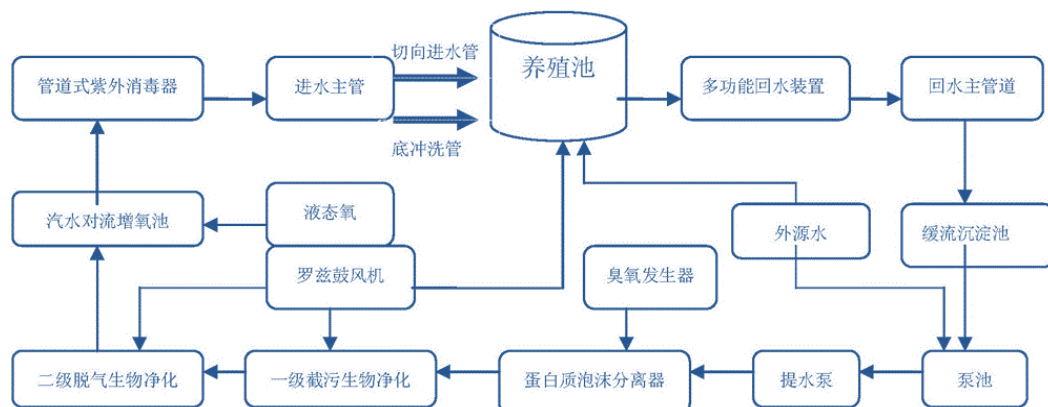 切向进水管
养殖池
管道式紫外消毒器
进水主管
多功能回水装置
回水主管道
底冲洗管
汽水对流增氧池
液态氧
外源水
缓流沉淀池
罗兹鼓风机
臭氧发生器
二级脱气生物净化
一级截污生物净化
蛋白质泡沫分离器
提水泵
泵池